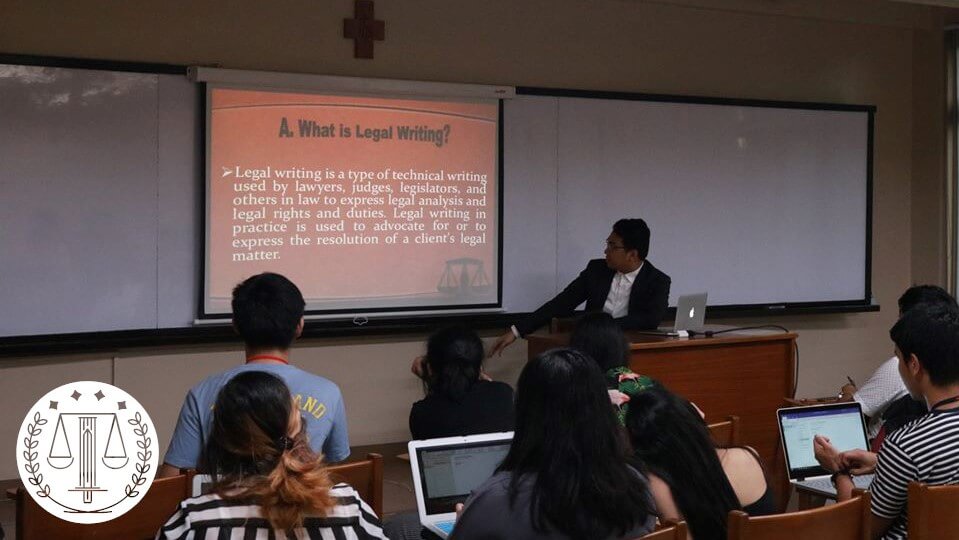 A. What is Legal Writing?
➢Legal writing is a type of technical writing
used by lawyers, judges, legislators, and
others in law to express legal analysis and
legal rights and duties. Legal writing in
practice is used to advocate for or to
express the resolution of a client's legal
matter.